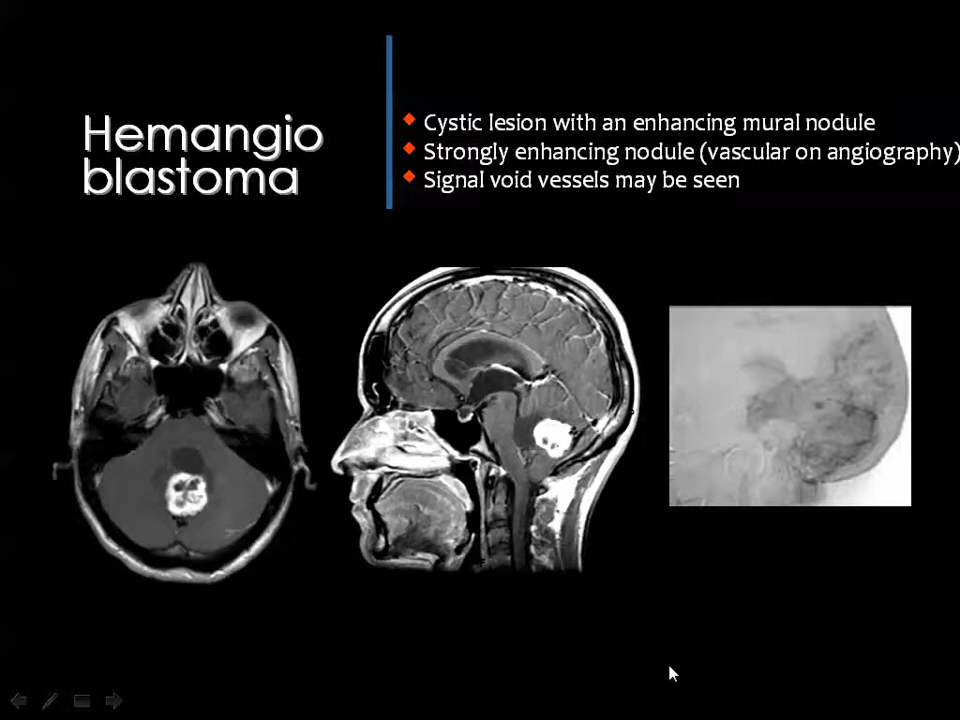 Hemangio
blastoma
Cystic lesion with an enhancing mural nodule
Strongly enhancing nodule (vascular on angiography)
Signal void vessels may be seen